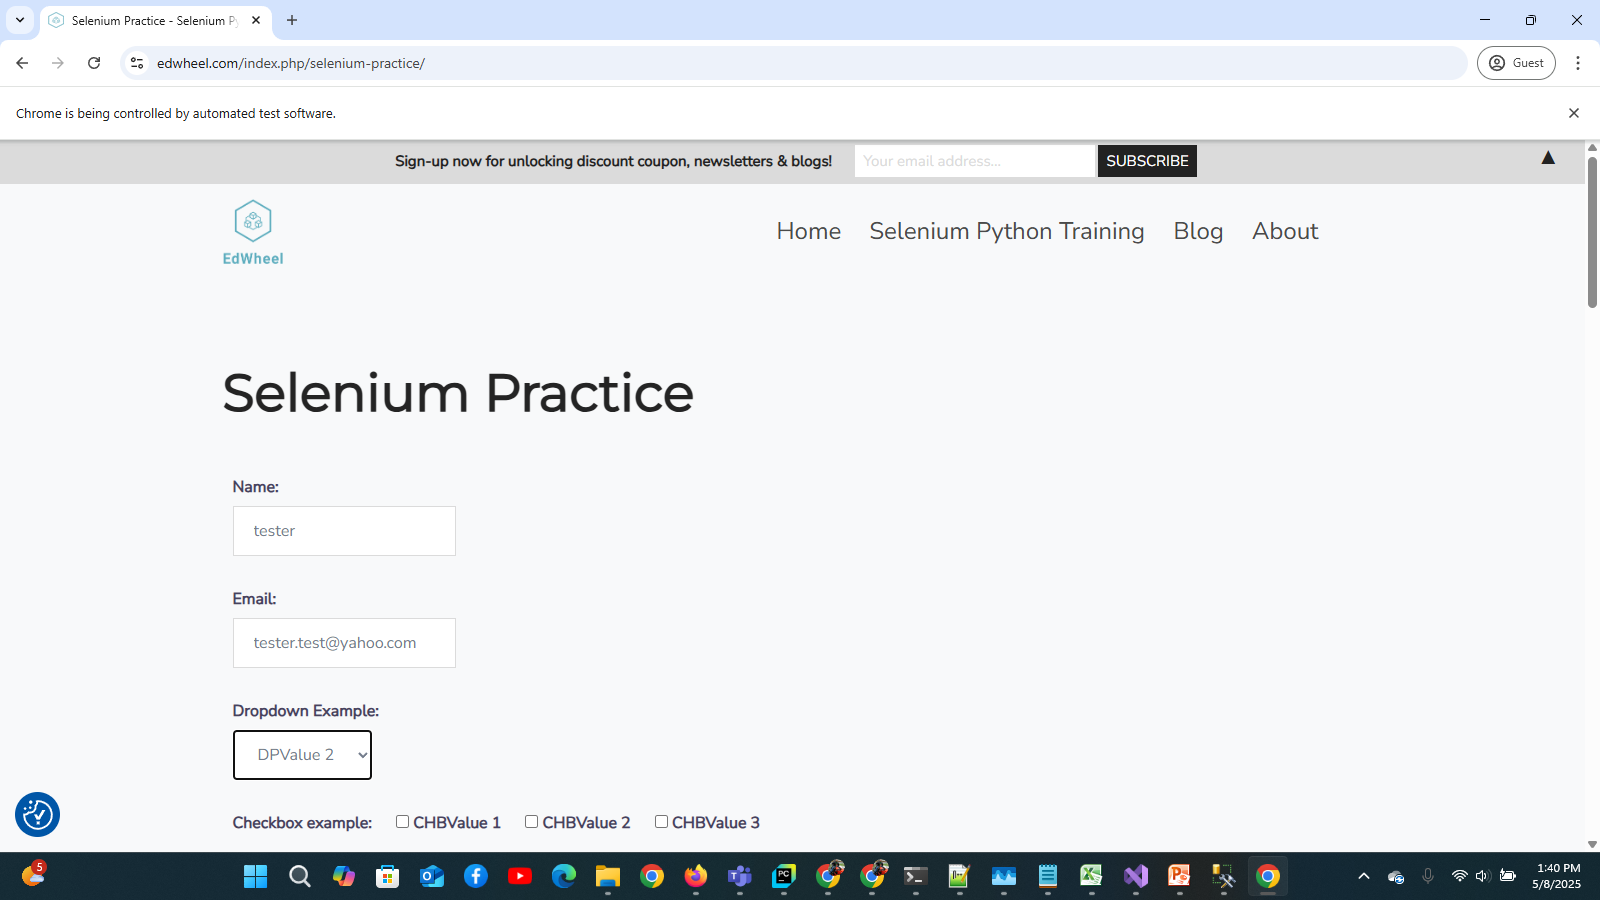 Selenium Practice - Selenium P
edwheel.com/index.php/selenium-practice/
Guest
Chrome is being controlled by automated test software.
Sign-up now for unlocking discount coupon, newsletters & blogs!
Your email address...
SUBSCRIBE
▲
EdWheel
Home
Selenium Python Training
Blog
About
Selenium Practice
Name:
tester
Email:
tester.test@yahoo.com
Dropdown Example:
DPValue 2
Checkbox example:
CHBValue 1
CHBValue 2
CHBValue 3
5
PC
1:40 PM
5/8/2025